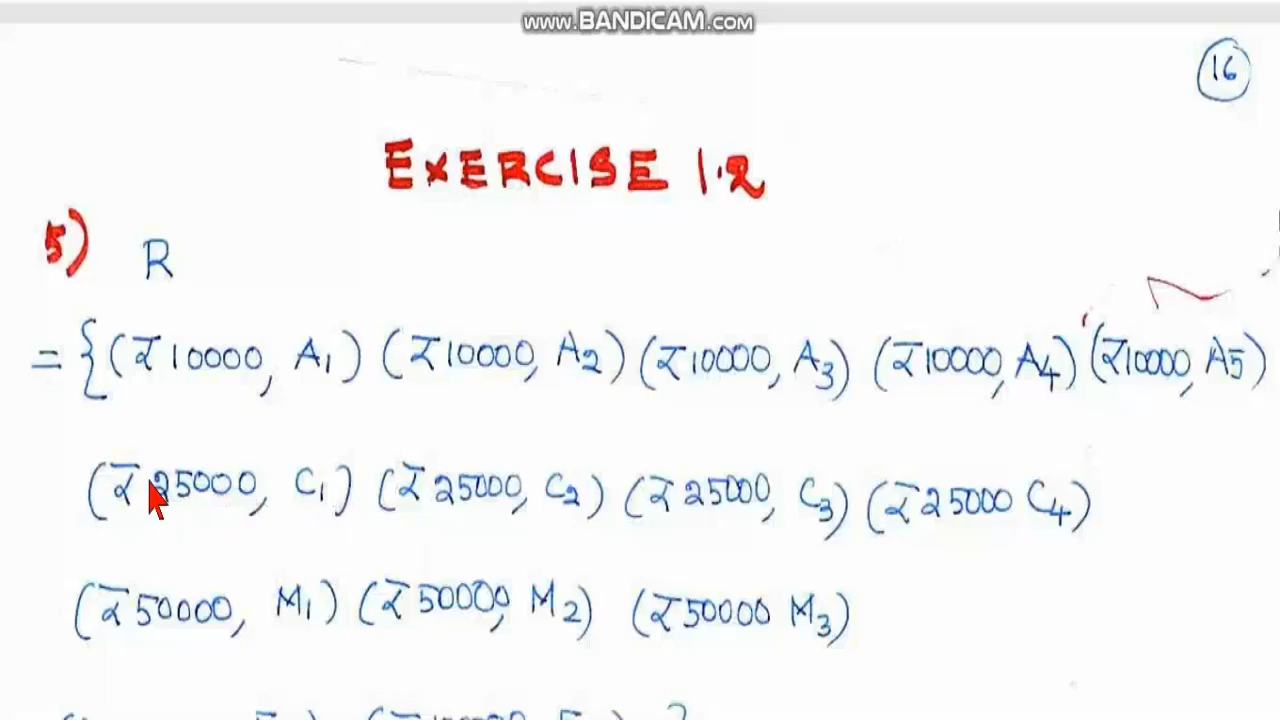 www.BANDICAM.com
16
EXERCISE 1.2
5) R
= {(₹10000, A1) (₹10000, A2) (₹10000, A3) (₹10000, A4) (₹10000, A5)
(₹25000, C1) (₹25000, C2) (₹25000, C3) (₹25000 C4)
(₹50000, M1) (₹50000, M2) (₹50000 M3)